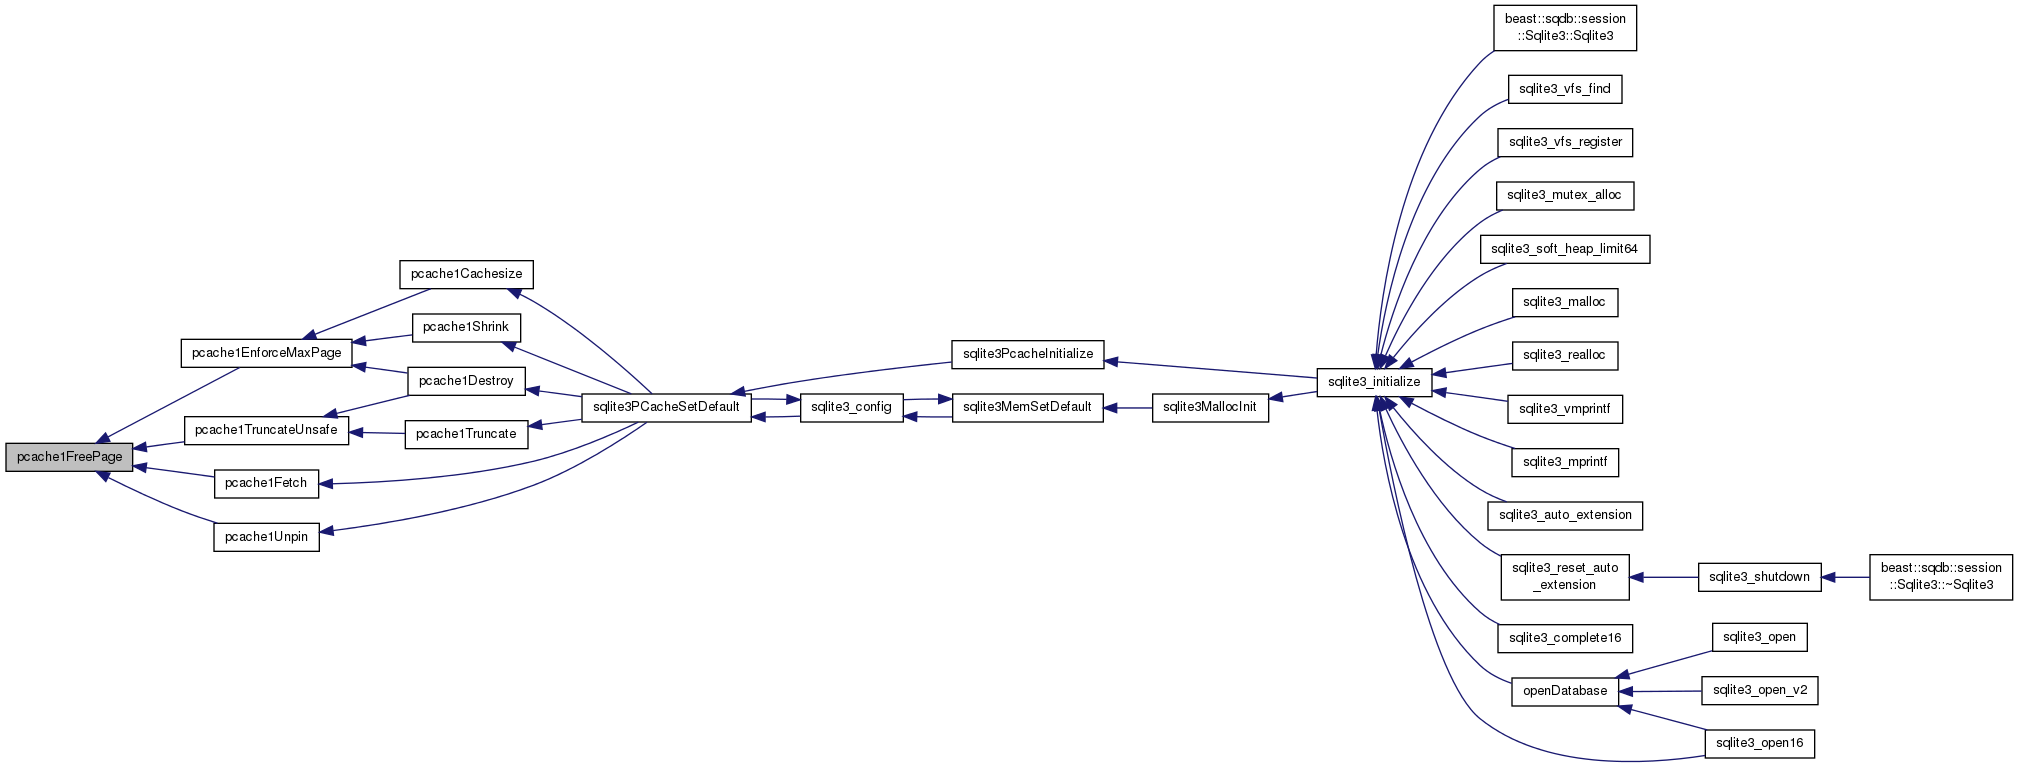 beast::sqdb::session
::Sqlite3::Sqlite3
sqlite3_vfs_find
sqlite3_vfs_register
sqlite3_mutex_alloc
sqlite3_soft_heap_limit64
pcache1Cachesize
sqlite3_malloc
pcache1Shrink
pcache1EnforceMaxPage
sqlite3PcacheInitialize
sqlite3_realloc
pcache1Destroy
sqlite3_initialize
sqlite3PCacheSetDefault
sqlite3_config
sqlite3MemSetDefault
sqlite3MallocInit
sqlite3_vmprintf
pcache1TruncateUnsafe
pcache1Truncate
pcache1FreePage
sqlite3_mprintf
pcache1Fetch
sqlite3_auto_extension
pcache1Unpin
sqlite3_reset_auto
_extension
sqlite3_shutdown
beast::sqdb::session
::Sqlite3::~Sqlite3
sqlite3_complete16
sqlite3_open
openDatabase
sqlite3_open_v2
sqlite3_open16